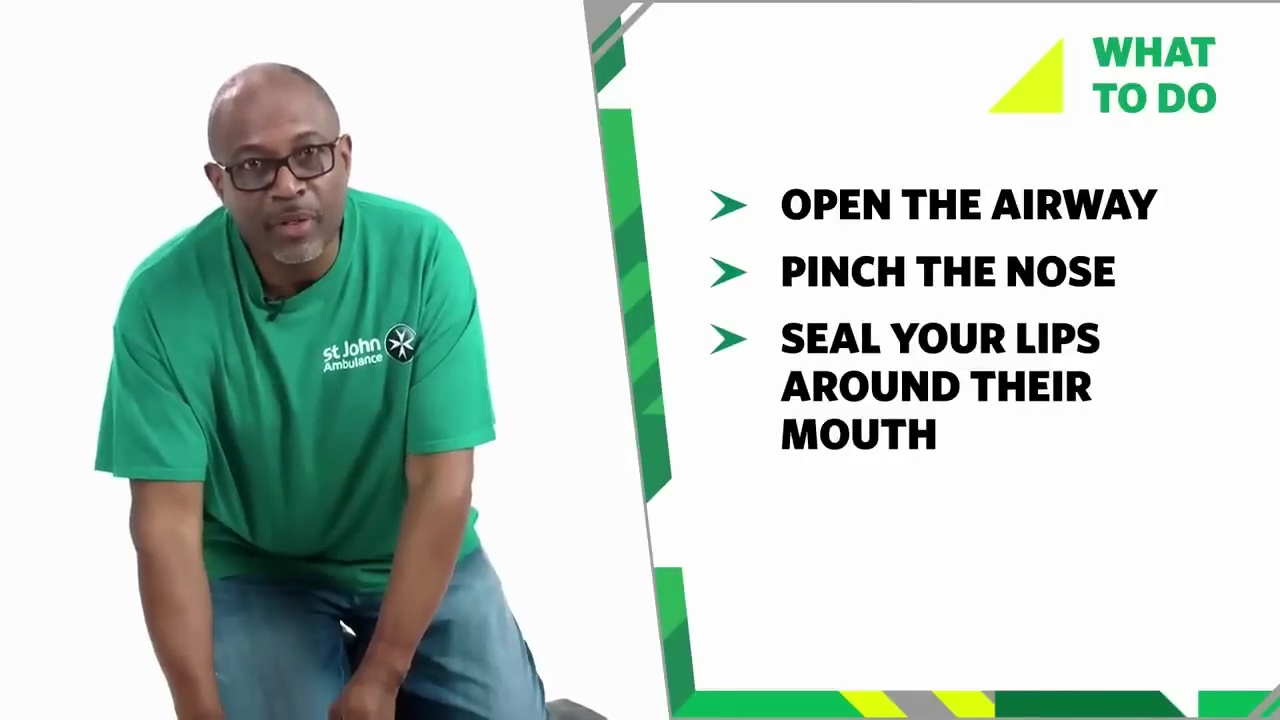 WHAT
TO DO
OPEN THE AIRWAY
PINCH THE NOSE
SEAL YOUR LIPS
AROUND THEIR
MOUTH
St John
Ambulance